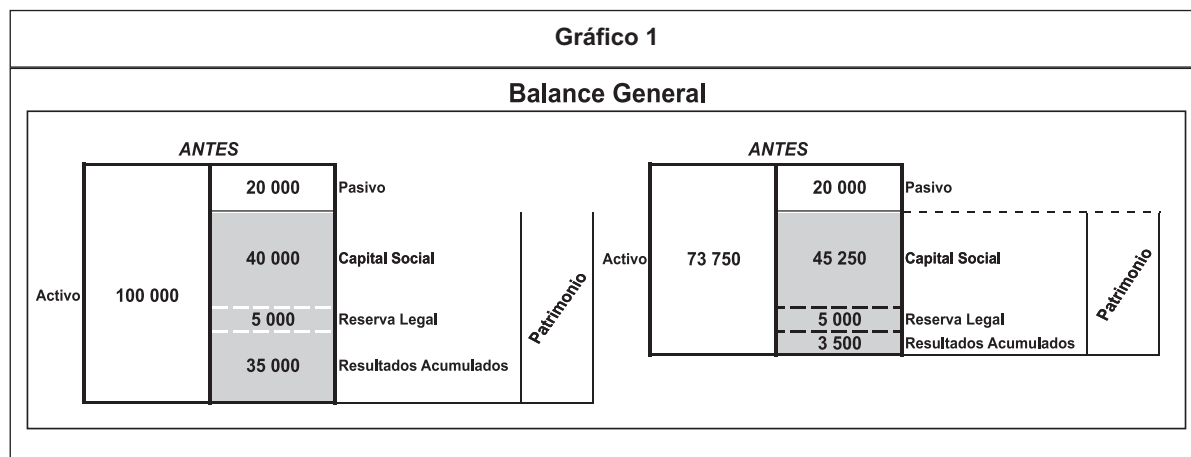 Gráfico 1
Balance General
ANTES
20 000 Pasivo
40 000 Capital Social
Activo 100 000
5 000 Reserva Legal
35 000 Resultados Acumulados
Patrimonio
ANTES
20 000 Pasivo
Activo 73 750 45 250 Capital Social
5 000 Reserva Legal
3 500 Resultados Acumulados
Patrimonio